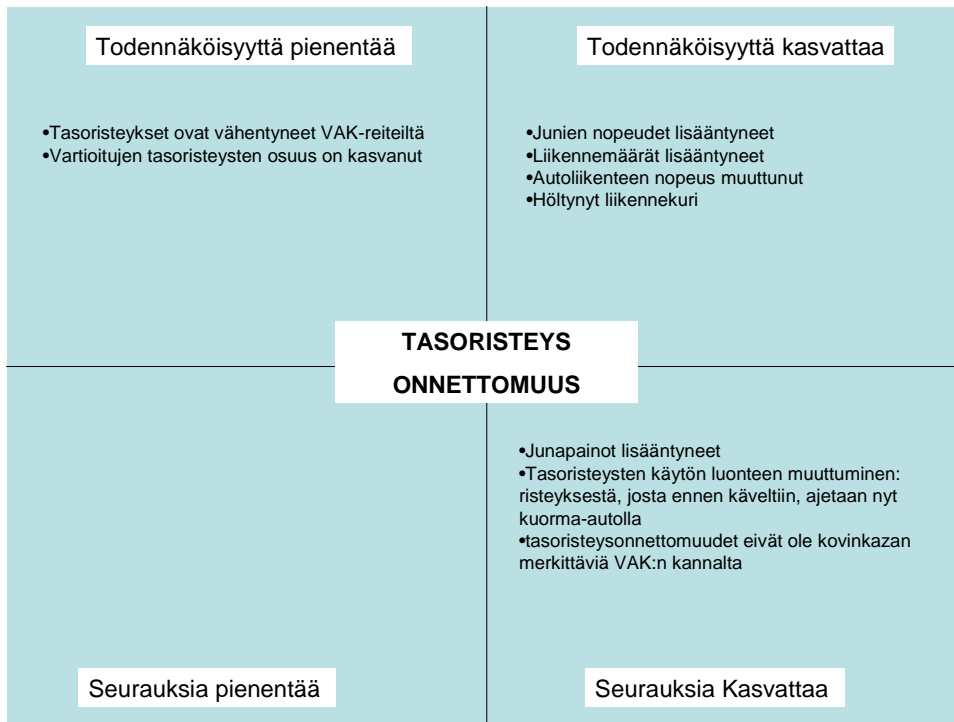 Todennäköisyyttä pienentää
•Tasoristeykset ovat vähentyneet VAK-reiteiltä
•Vartioitujen tasoristeysten osuus on kasvanut
Todennäköisyyttä kasvattaa
•Junien nopeudet lisääntyneet
•Liikennemäärät lisääntyneet
•Autoliikenteen nopeus muuttunut
•Höltynyt liikennekuri
TASORISTEYS
ONNETTOMUUS
•Junapainot lisääntyneet
•Tasoristeysten käytön luonteen muuttuminen:
risteyksestä, josta ennen käveltiin, ajetaan nyt
kuorma-autolla
•tasoristeysonnettomuudet eivät ole kovinkazan
merkittäviä VAK:n kannalta
Seurauksia pienentää
Seurauksia Kasvattaa